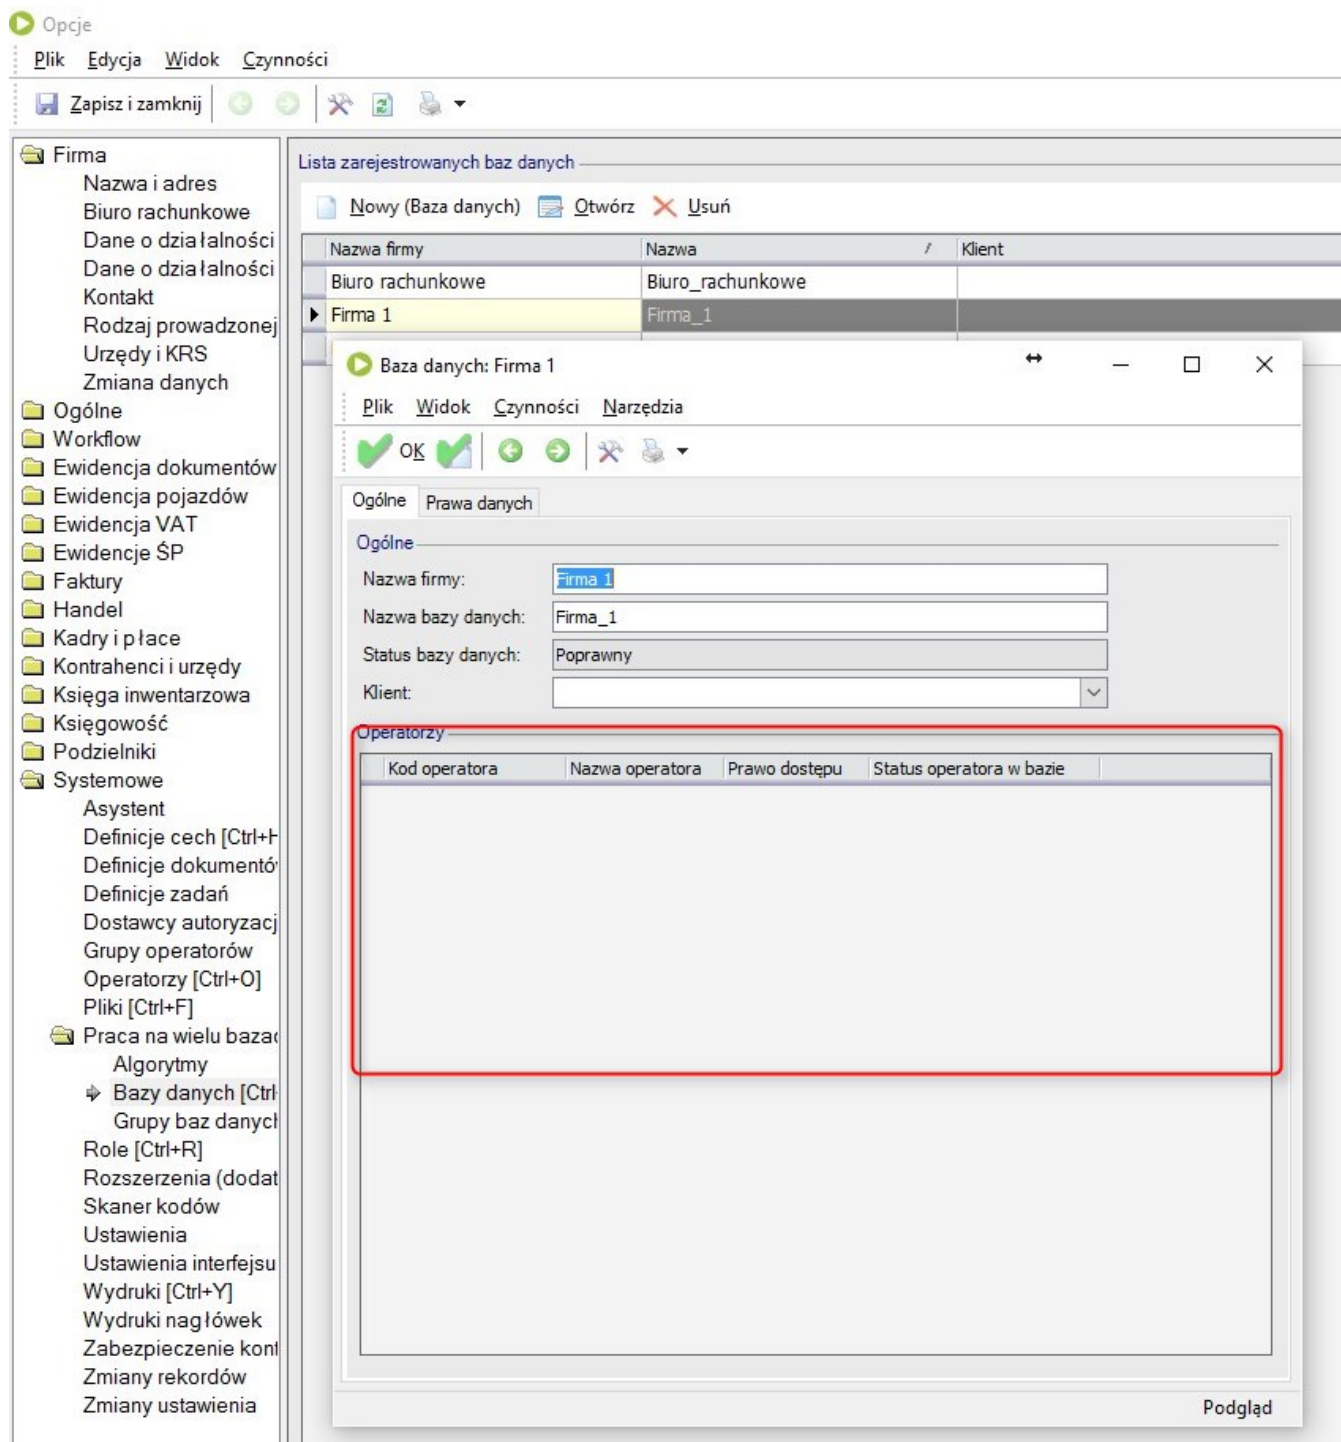 Opcje
Plik Edycja Widok Czynności
Zapisz i zamknij
Firma
Nazwa i adres
Biuro rachunkowe
Dane o działalności
Dane o działalności
Kontakt
Rodzaj prowadzonej
Urzędy i KRS
Zmiana danych
Ogólne
Workflow
Ewidencja dokumentów
Ewidencja pojazdów
Ewidencja VAT
Ewidencje ŚP
Faktury
Handel
Kadry i płace
Kontrahenci i urzędy
Księga inwentarzowa
Księgowość
Podzielniki
Systemowe
Asystent
Definicje cech [Ctrl+H
Definicje dokumentó
Definicje zadań
Dostawcy autoryzacj
Grupy operatorów
Operatorzy [Ctrl+O]
Pliki [Ctrl+F]
Praca na wielu bazac
Algorytmy
Bazy danych [Ctrl
Grupy baz danych
Role [Ctrl+R]
Rozszerzenia (dodat
Skaner kodów
Ustawienia
Ustawienia interfejsu
Wydruki [Ctrl+Y]
Wydruki nagłówek
Zabezpieczenie kont
Zmiany rekordów
Zmiany ustawienia
Lista zarejestrowanych baz danych
Nowy (Baza danych) Otwórz Usuń
Nazwa firmy Nazwa / Klient
Biuro rachunkowe Biuro_rachunkowe
Firma 1 Firma_1
Baza danych: Firma 1
Plik Widok Czynności Narzędzia
OK
Ogólne Prawa danych
Ogólne
Nazwa firmy: Firma 1
Nazwa bazy danych: Firma_1
Status bazy danych: Poprawny
Klient:
Operatorzy
Kod operatora Nazwa operatora Prawo dostępu Status operatora w bazie
Podgląd